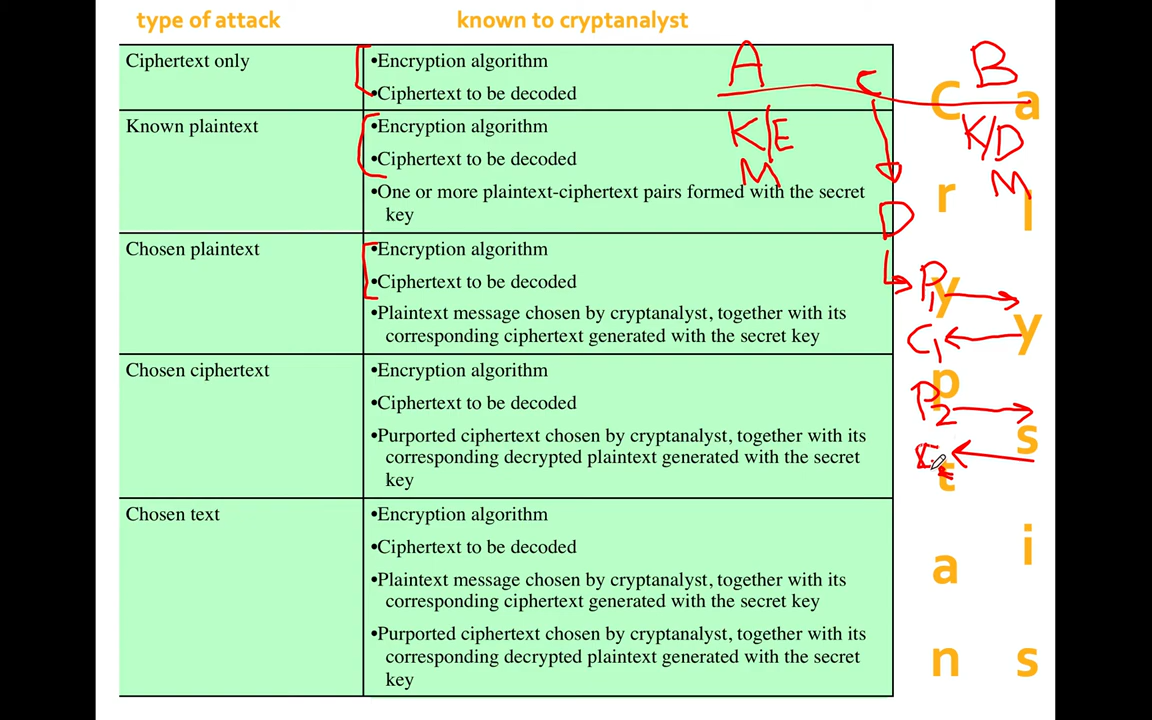 type of attack known to cryptanalyst
Ciphertext only
•Encryption algorithm
•Ciphertext to be decoded
Known plaintext
•Encryption algorithm
•Ciphertext to be decoded
•One or more plaintext-ciphertext pairs formed with the secret
key
Chosen plaintext
•Encryption algorithm
•Ciphertext to be decoded
•Plaintext message chosen by cryptanalyst, together with its
corresponding ciphertext generated with the secret key
Chosen ciphertext
•Encryption algorithm
•Ciphertext to be decoded
•Purported ciphertext chosen by cryptanalyst, together with its
corresponding decrypted plaintext generated with the secret
key
Chosen text
•Encryption algorithm
•Ciphertext to be decoded
•Plaintext message chosen by cryptanalyst, together with its
corresponding ciphertext generated with the secret key
•Purported ciphertext chosen by cryptanalyst, together with its
corresponding decrypted plaintext generated with the secret
key
A C B
K/E K/D
M M
D
P1
C1
P2
C r y p t a n
a l y s i s